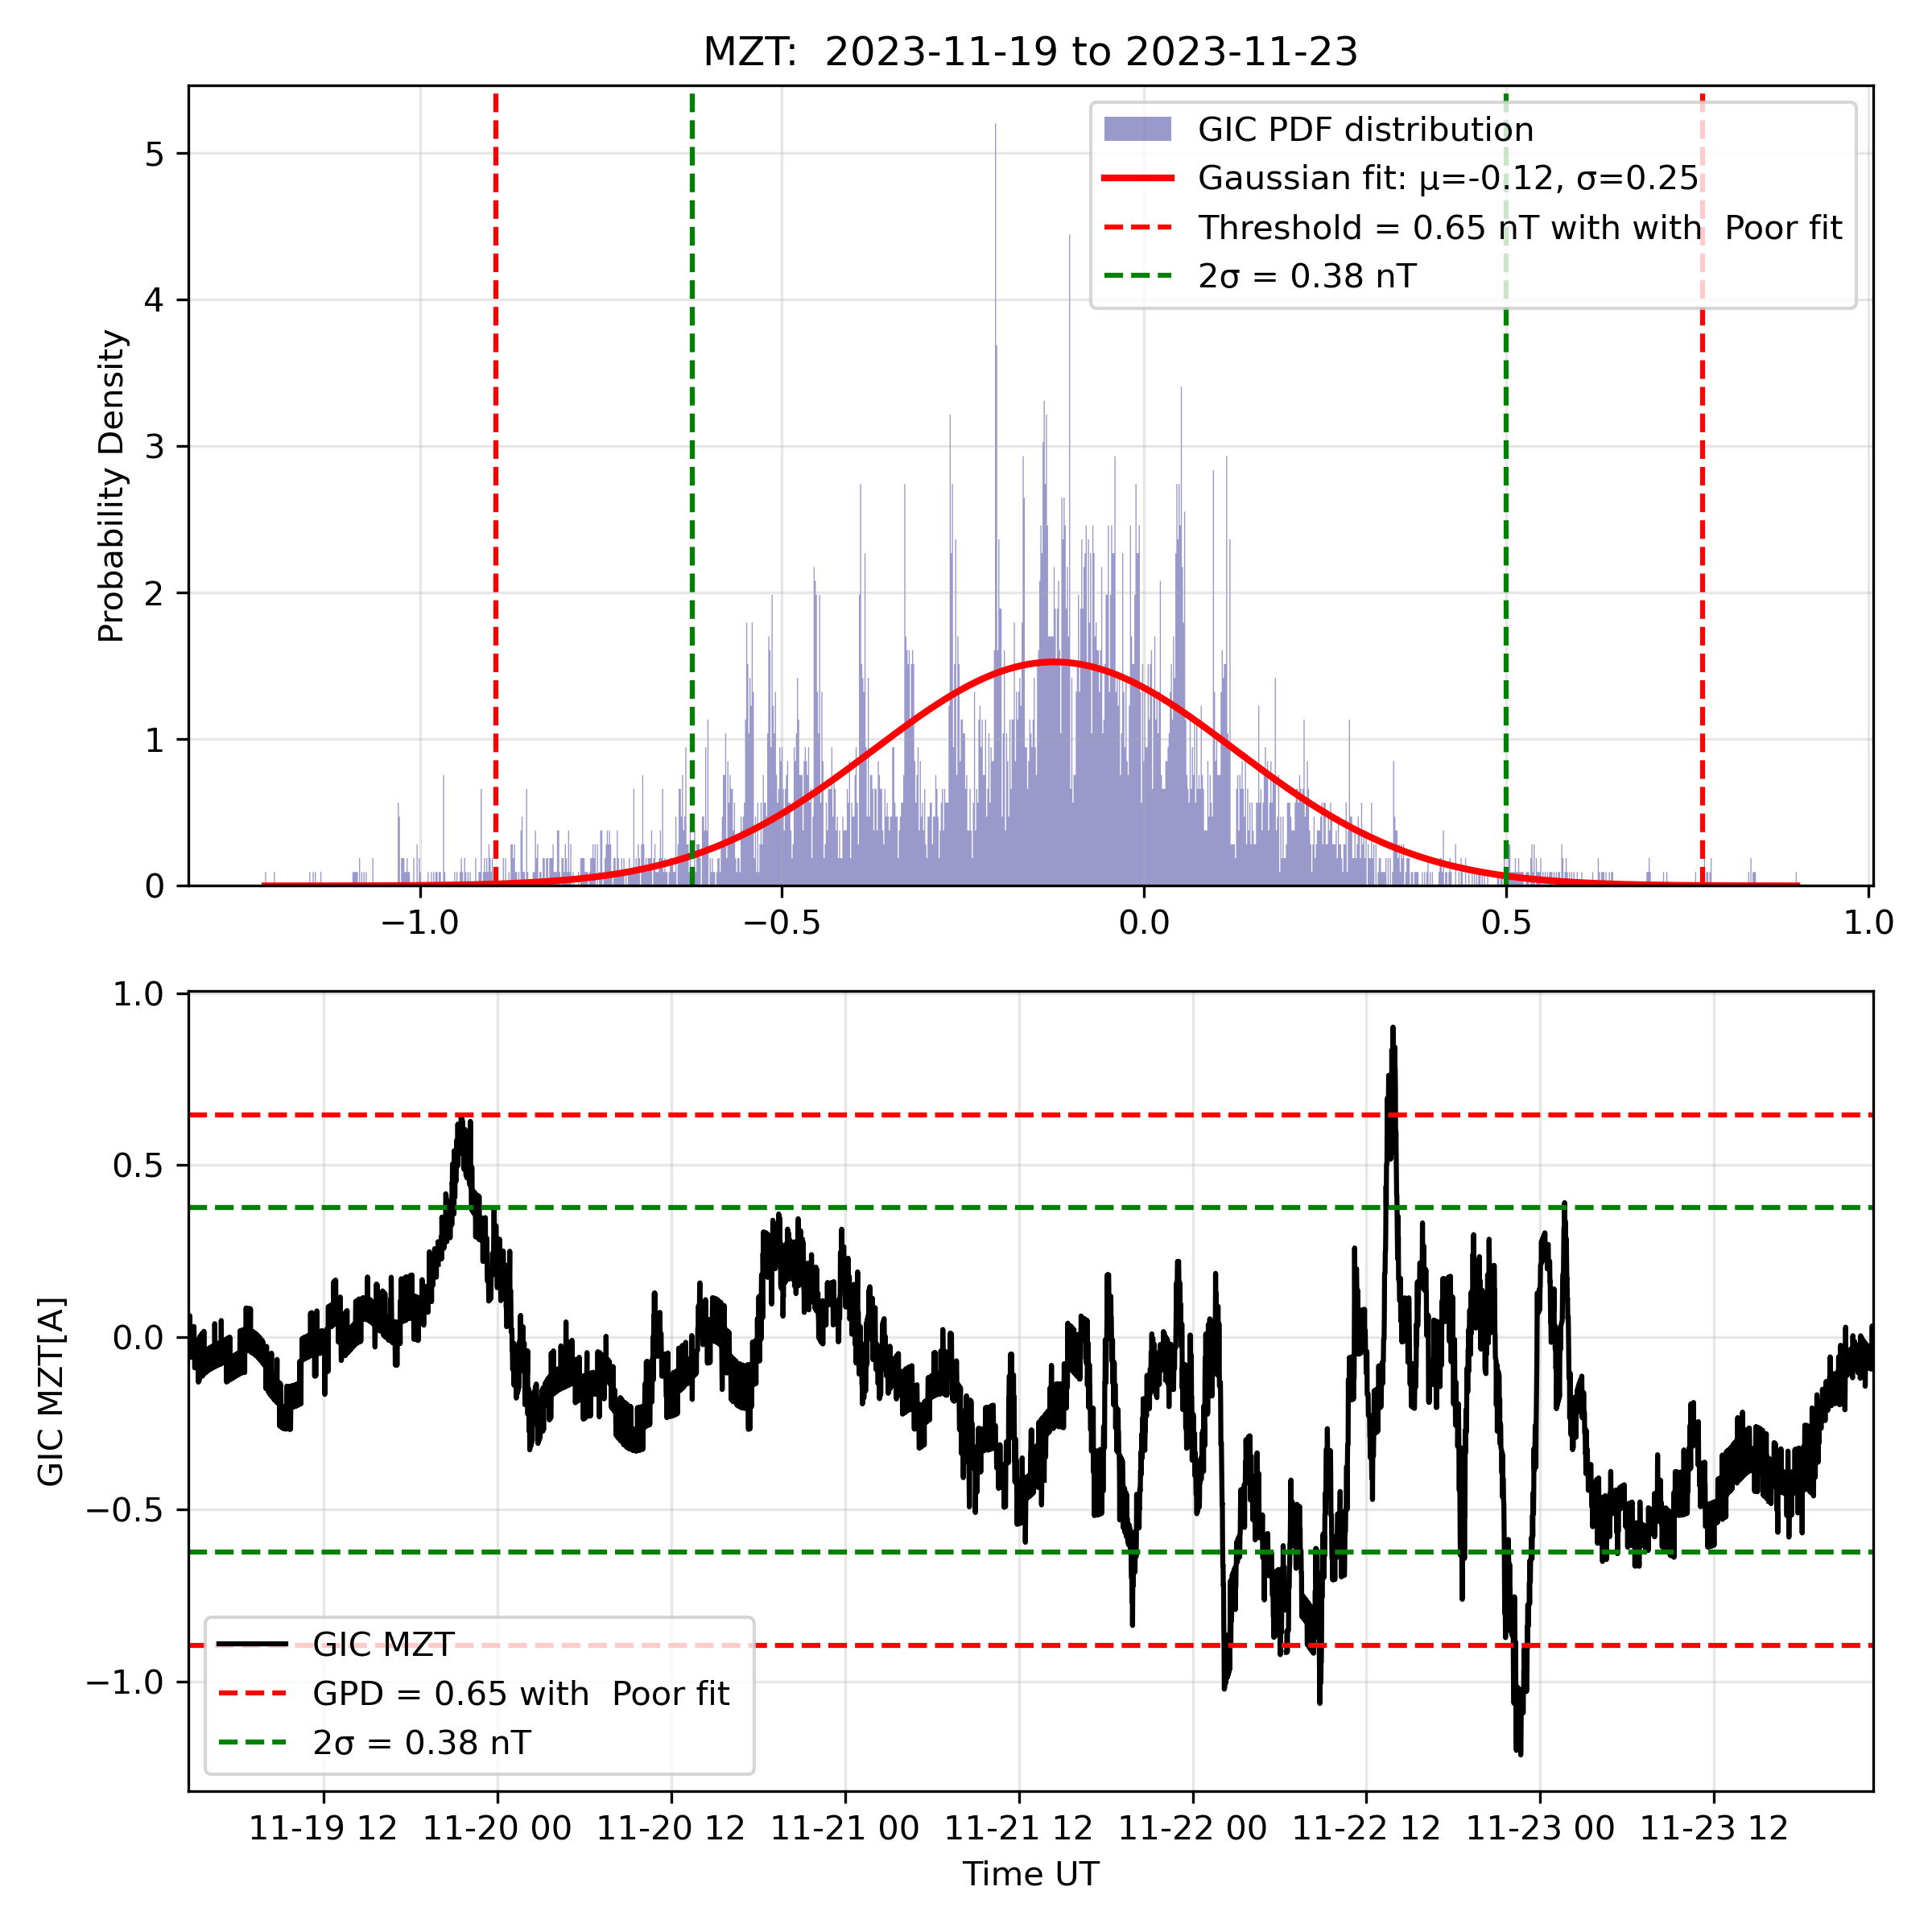 MZT:  2023-11-19 to 2023-11-23
Probability Density
5
4
3
2
1
0
GIC PDF distribution
Gaussian fit: μ=-0.12, σ=0.25
Threshold = 0.65 nT with with  Poor fit
2σ = 0.38 nT
−1.0
−0.5
0.0
0.5
1.0
GIC MZT[A]
1.0
0.5
0.0
−0.5
−1.0
GIC MZT
GPD = 0.65 with  Poor fit
2σ = 0.38 nT
11-19 12
11-20 00
11-20 12
11-21 00
11-21 12
11-22 00
11-22 12
11-23 00
11-23 12
Time UT